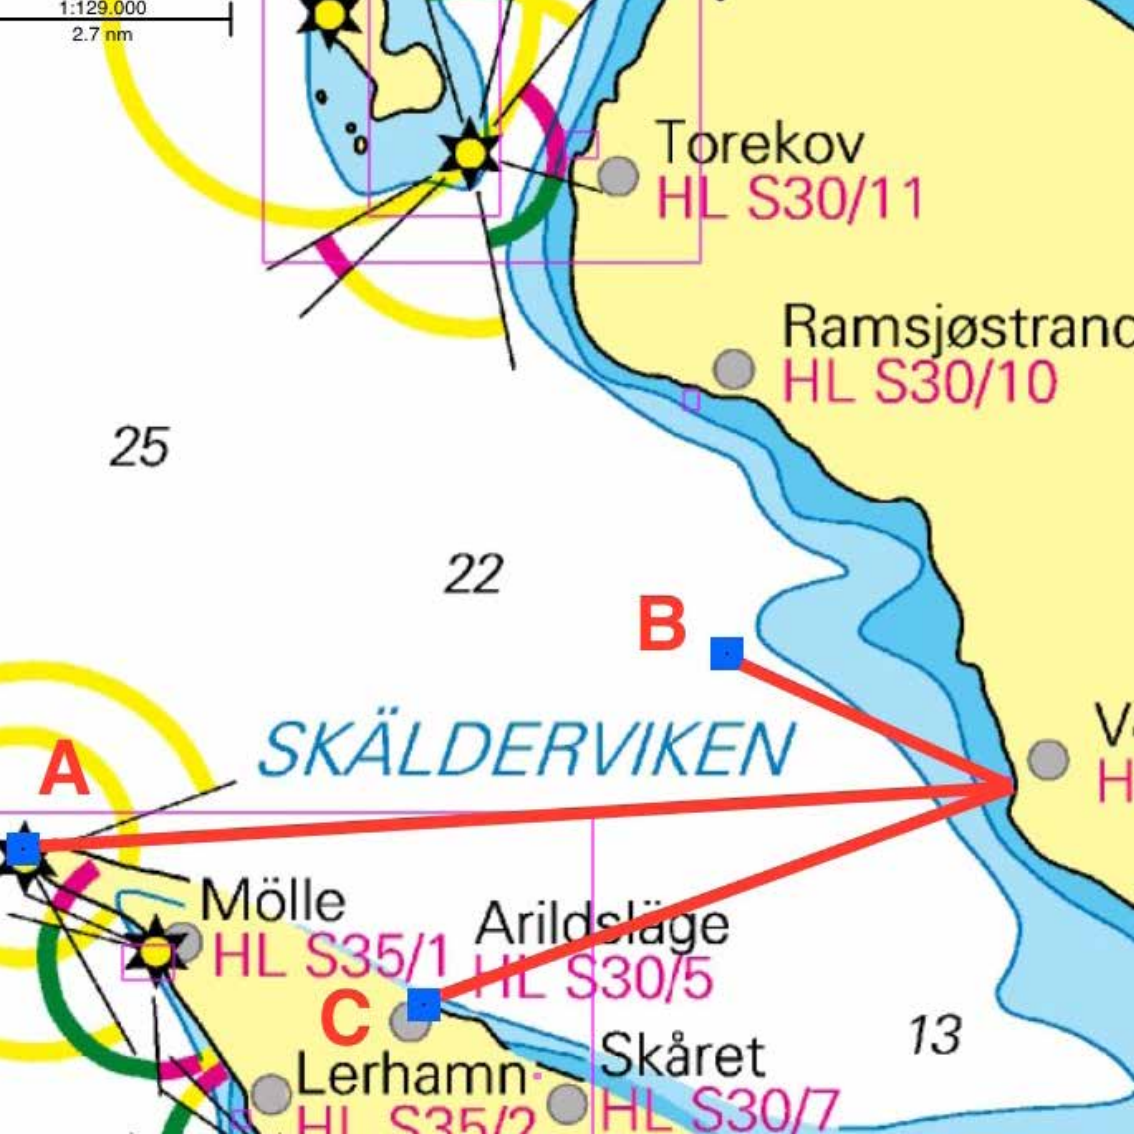 1:129.000
2.7 nm
Torekov
HL S30/11
Ramsjøstrand
HL S30/10
25
22
B
SKÄLDERVIKEN
A
Mölle
HL S35/1
Arildsläge
HL S30/5
C
13
Skåret
HL S30/7
Lerhamn
HL S35/2